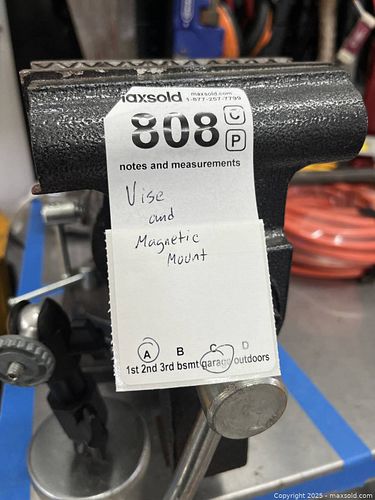 maxsold maxsold.com
1-877-257-7799
808 C
P
notes and measurements
Vise
and
Magnetic
Mount
A B C D
1st 2nd 3rd bsmt garage outdoors
Copyright 2025 - maxsold.com